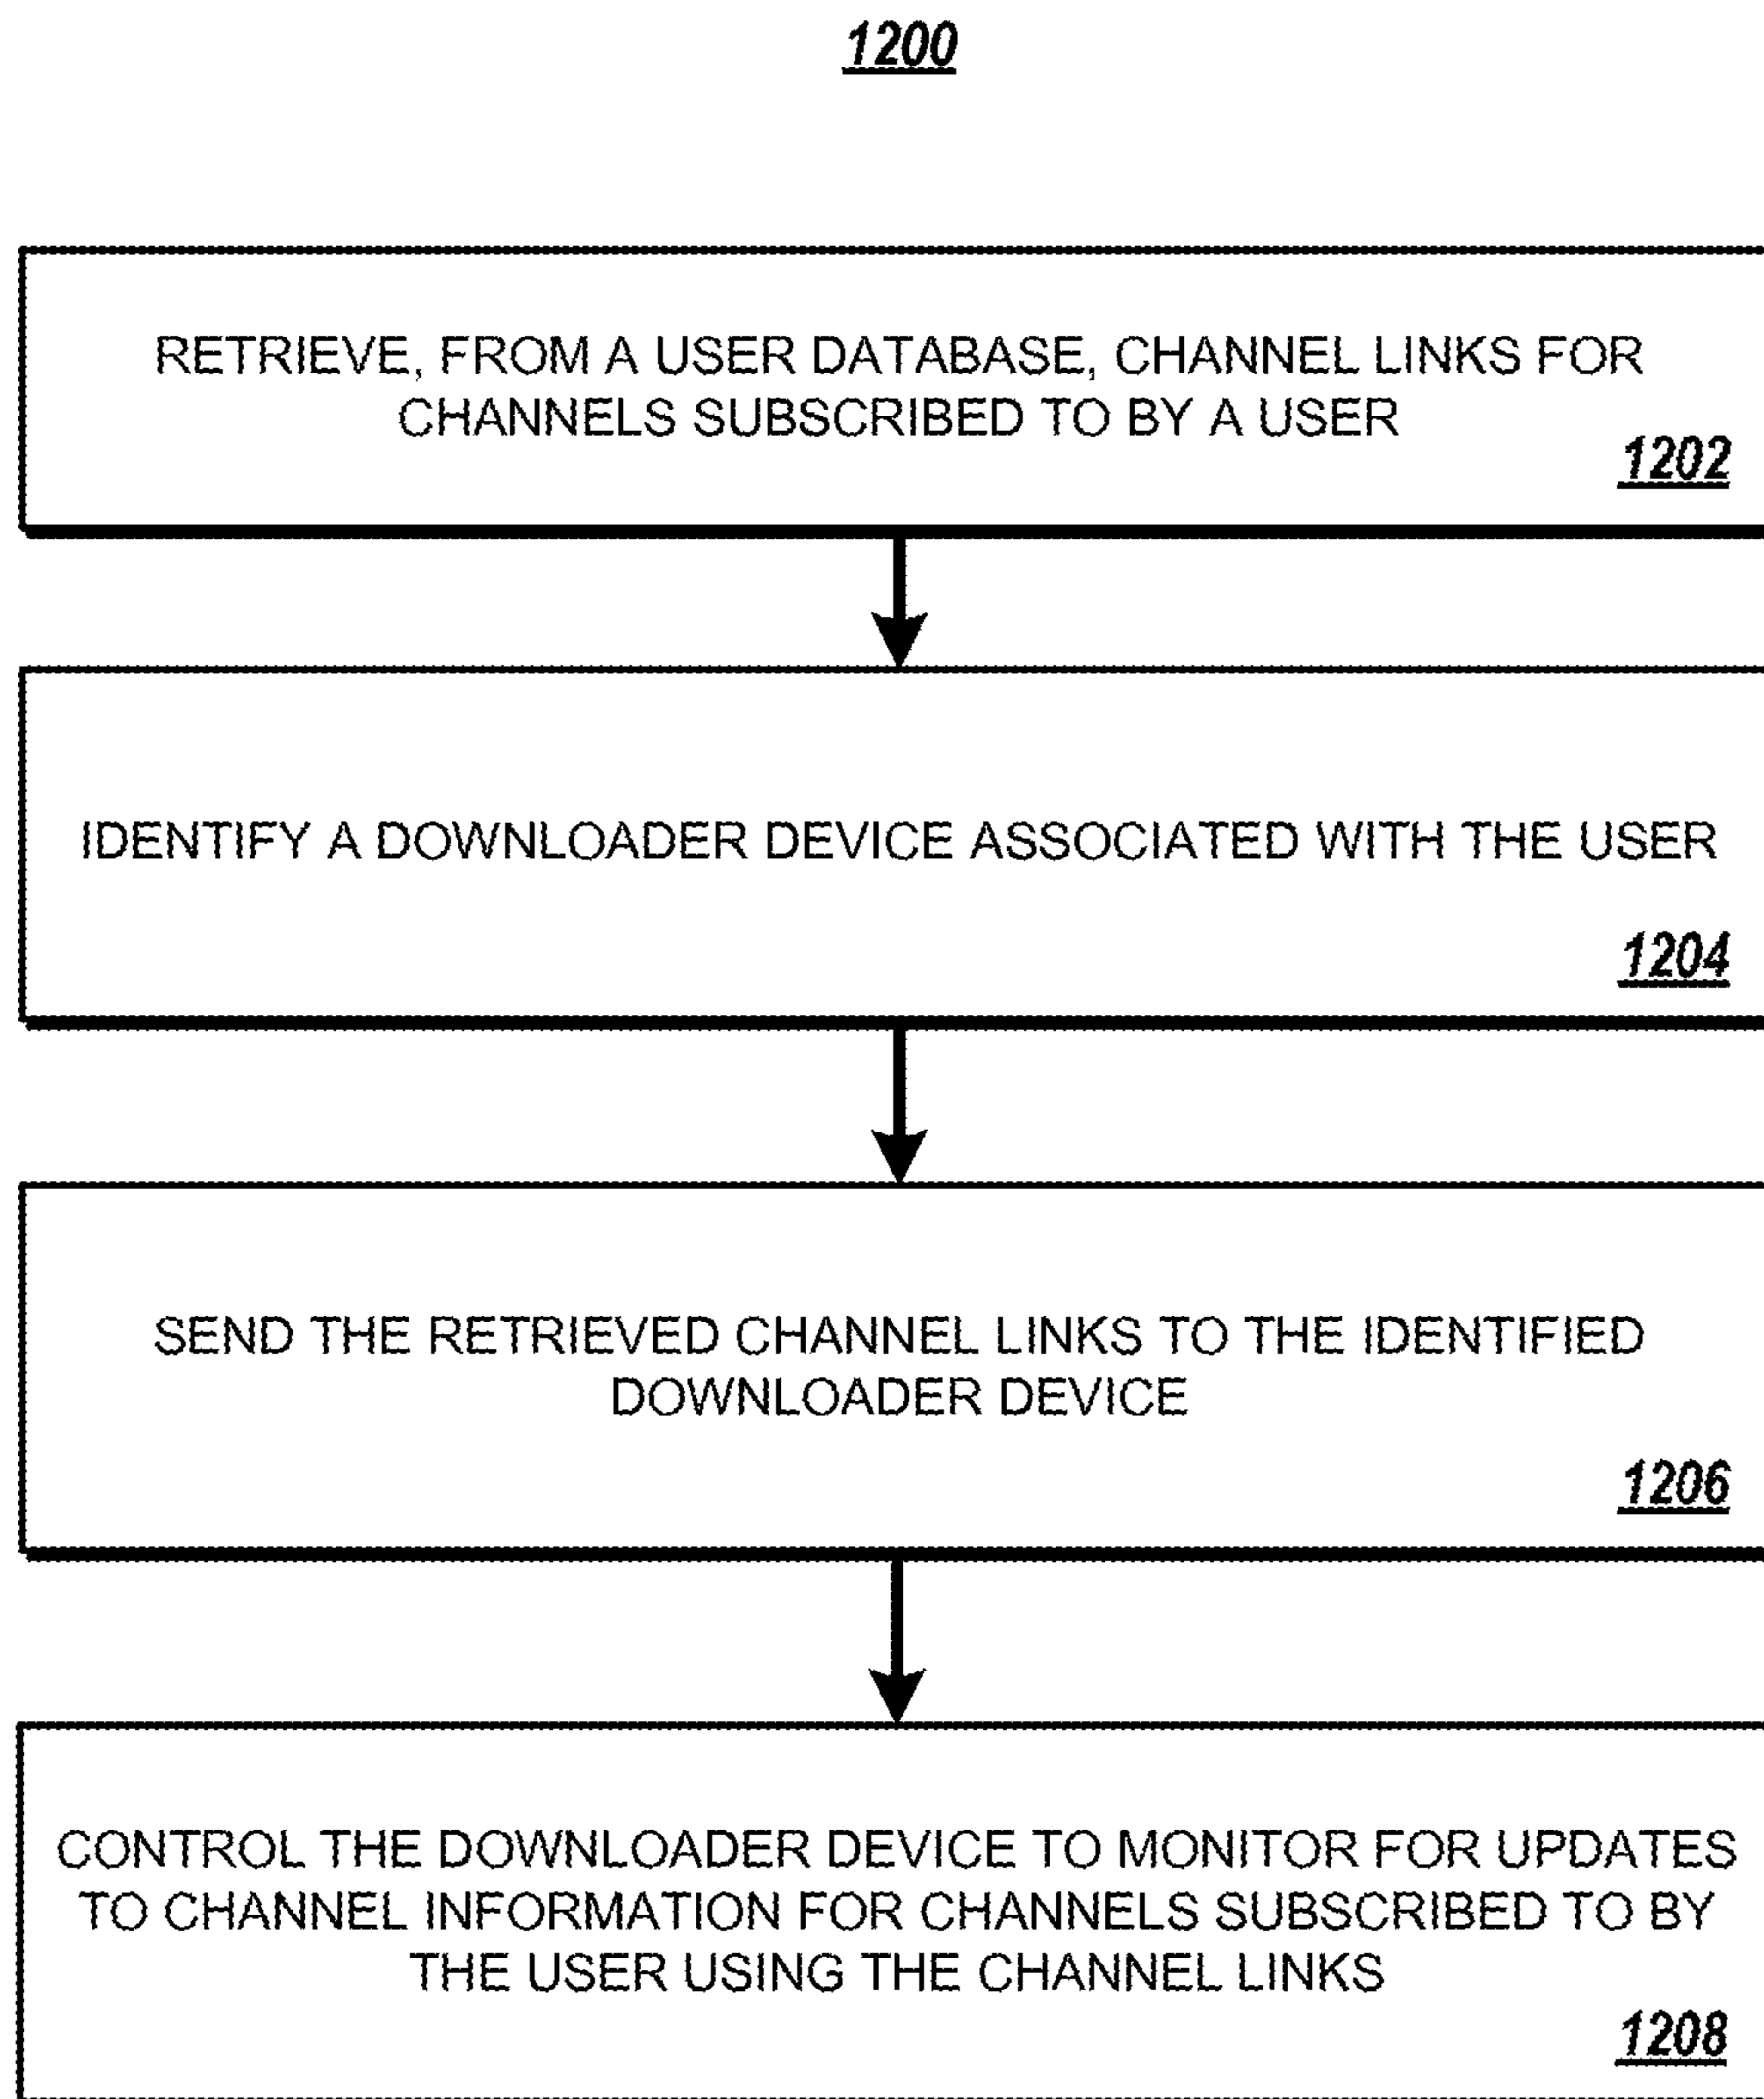 1200
RETRIEVE, FROM A USER DATABASE, CHANNEL LINKS FOR
CHANNELS SUBSCRIBED TO BY A USER
1202
IDENTIFY A DOWNLOADER DEVICE ASSOCIATED WITH THE USER
1204
SEND THE RETRIEVED CHANNEL LINKS TO THE IDENTIFIED
DOWNLOADER DEVICE
1206
CONTROL THE DOWNLOADER DEVICE TO MONITOR FOR UPDATES
TO CHANNEL INFORMATION FOR CHANNELS SUBSCRIBED TO BY
THE USER USING THE CHANNEL LINKS
1208